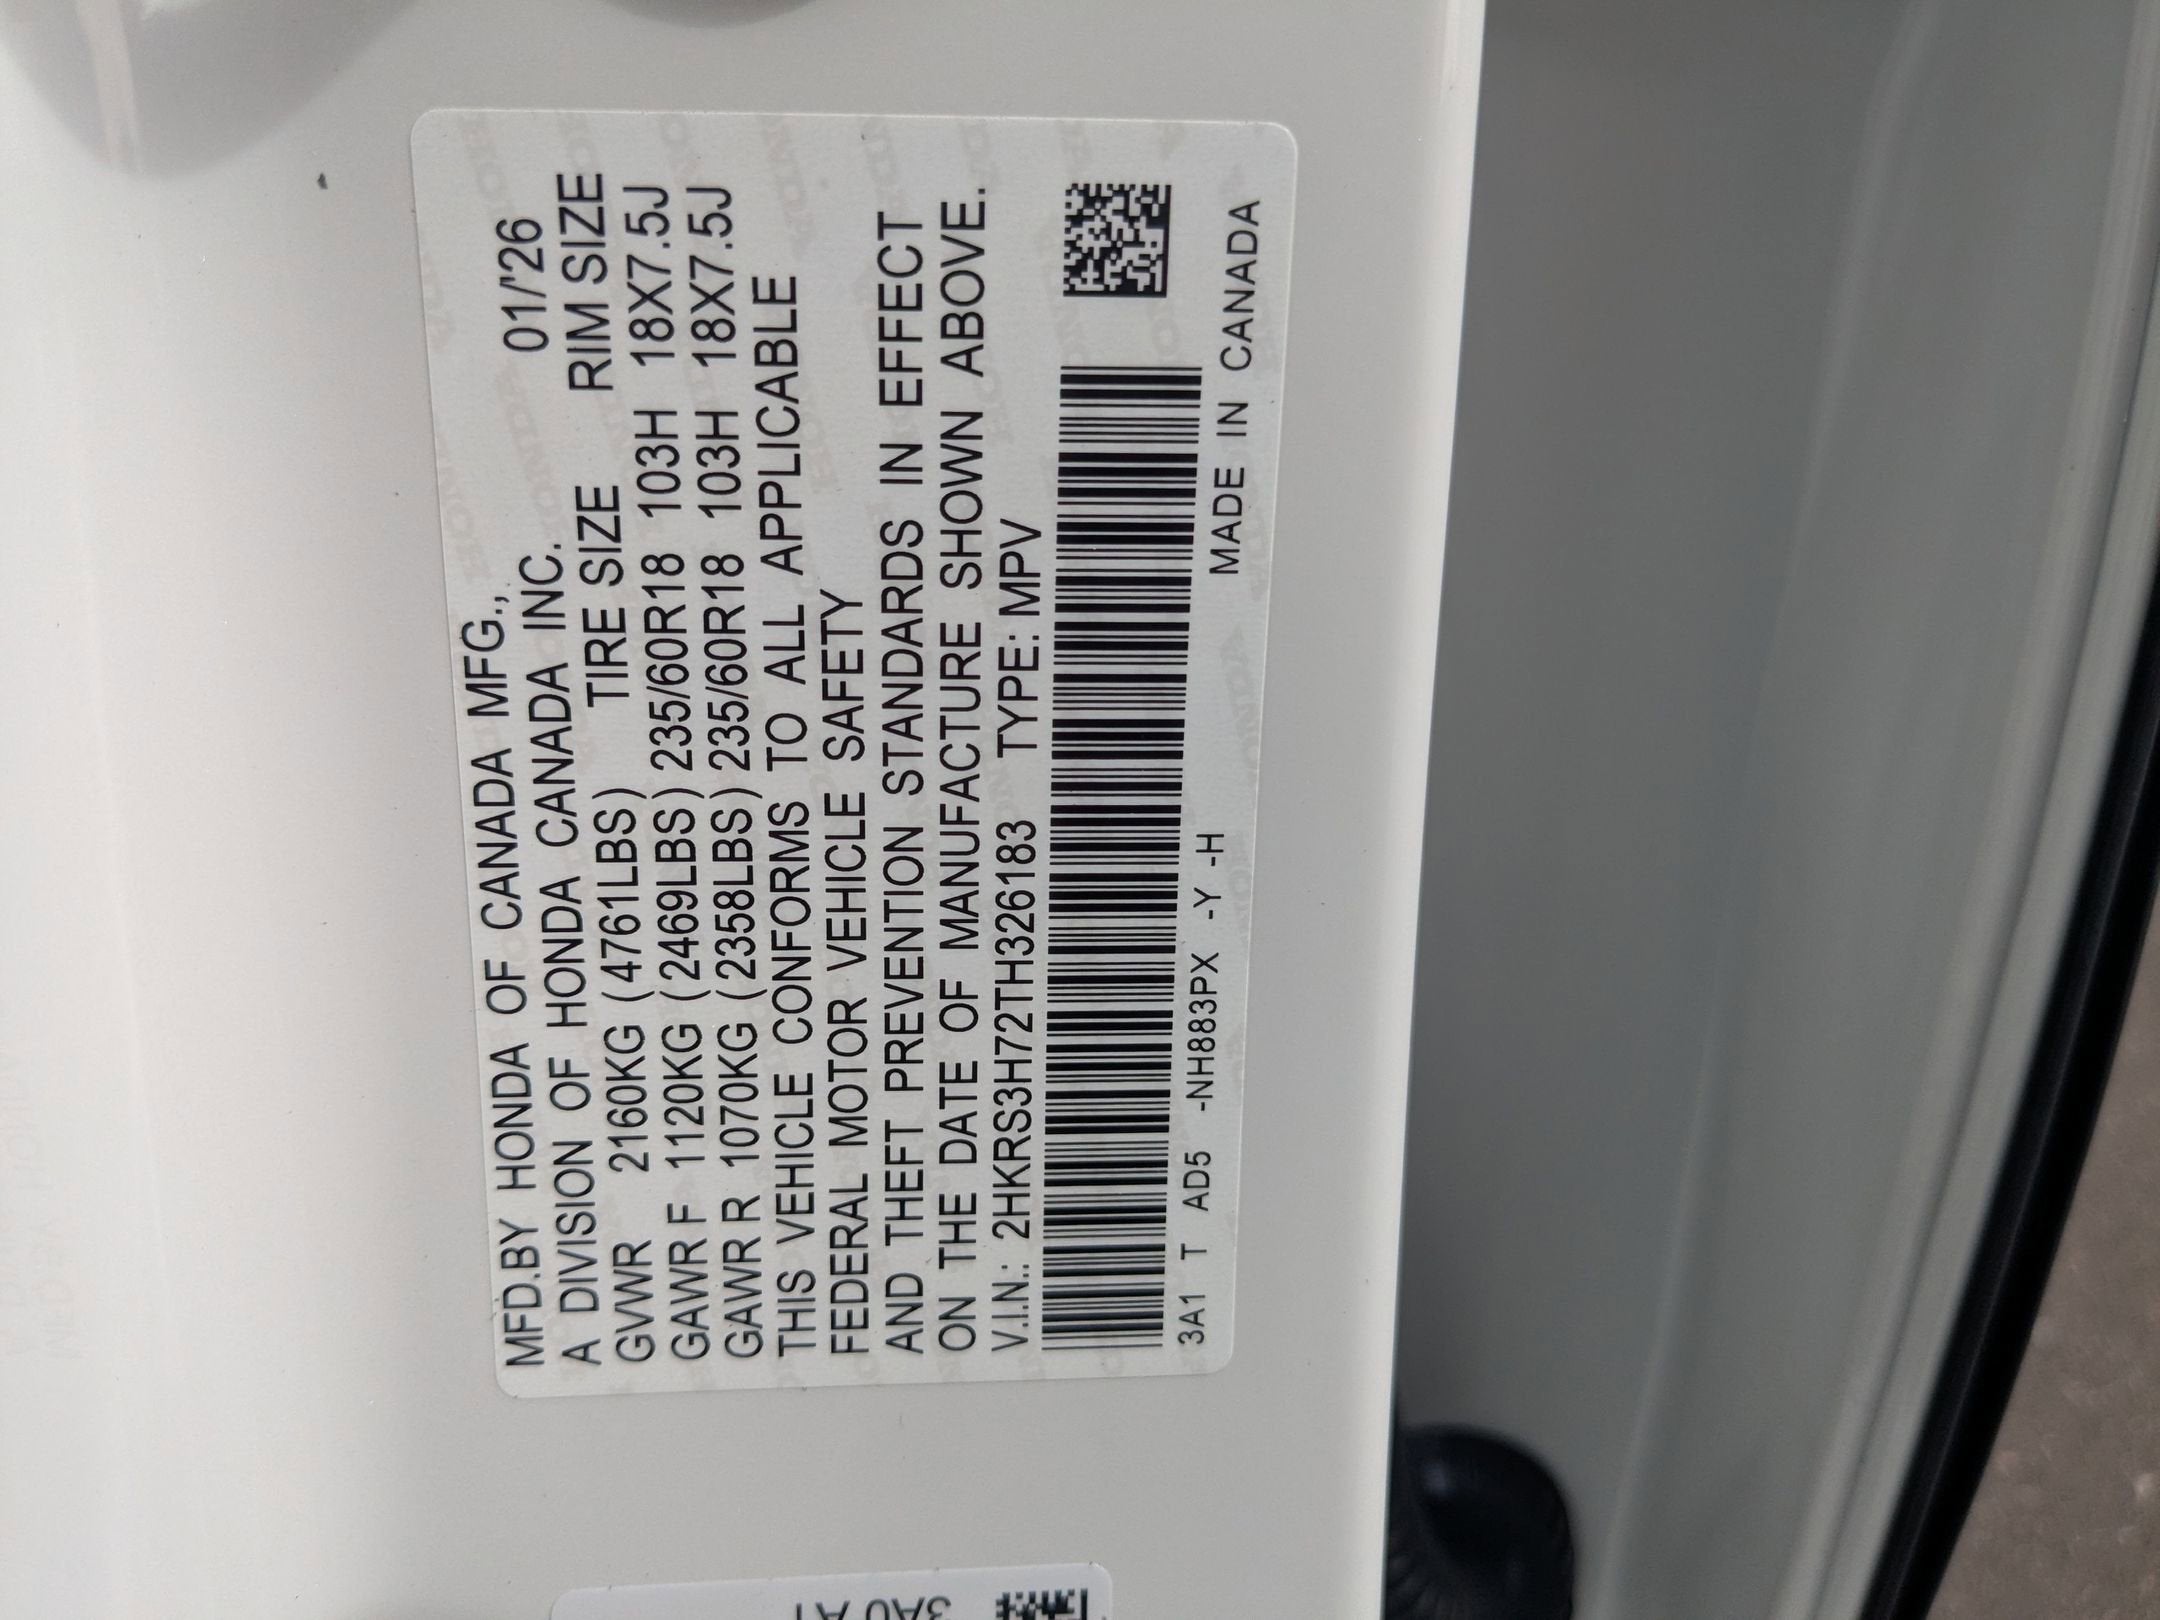 MFD.BY HONDA OF CANADA MFG., 01/'26
A DIVISION OF HONDA CANADA INC.
TIRE SIZE RIM SIZE
GVWR 2160KG (4761LBS)
GAWR F 1120KG (2469LBS) 235/60R18 103H 18X7.5J
GAWR R 1070KG (2358LBS) 235/60R18 103H 18X7.5J
THIS VEHICLE CONFORMS TO ALL APPLICABLE
FEDERAL MOTOR VEHICLE SAFETY
AND THEFT PREVENTION STANDARDS IN EFFECT
ON THE DATE OF MANUFACTURE SHOWN ABOVE.
V.I.N.: 2HKRS3H72TH326183 TYPE: MPV
3A1 T AD5 -NH883PX -Y -H MADE IN CANADA
3A0 A1